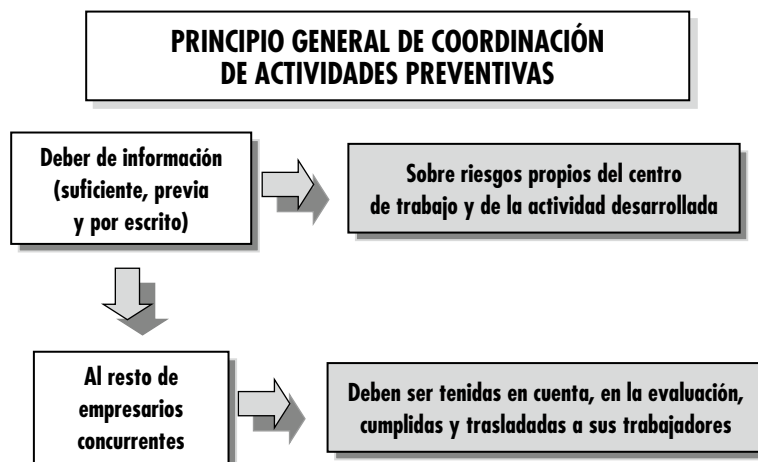 PRINCIPIO GENERAL DE COORDINACIÓN
DE ACTIVIDADES PREVENTIVAS
Deber de información
(suficiente, previa
y por escrito)
Sobre riesgos propios del centro
de trabajo y de la actividad desarrollada
Al resto de
empresarios
concurrentes
Deben ser tenidas en cuenta, en la evaluación,
cumplidas y trasladadas a sus trabajadores